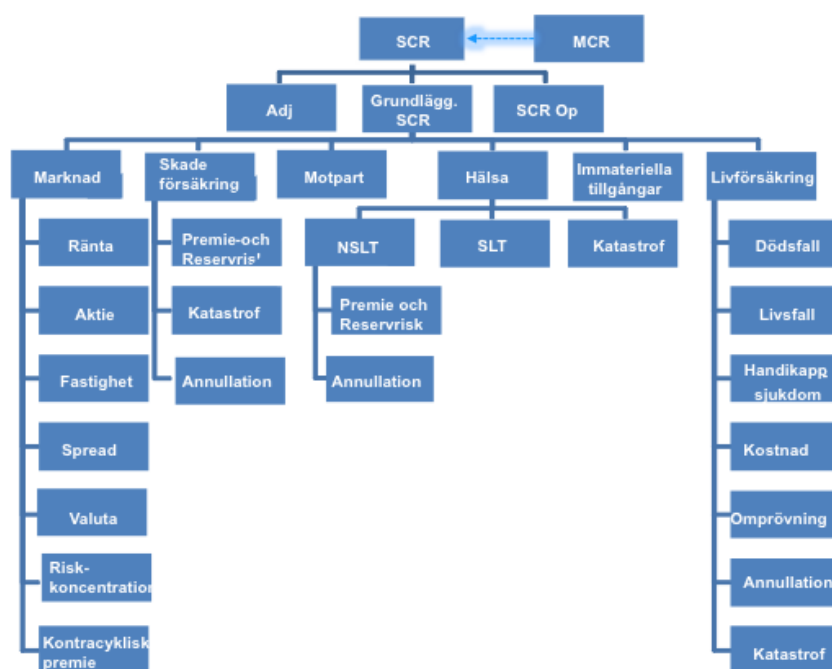 SCR
MCR
Adj
Grundlägg.
SCR
SCR Op
Marknad
Skade
försäkring
Motpart
Hälsa
Immateriella
tillgångar
Livförsäkring
Ränta
Premie-och
Reservris'
NSLT
SLT
Katastrof
Dödsfall
Aktie
Katastrof
Premie och
Reservrisk
Livsfall
Fastighet
Annullation
Annullation
Handikapp
sjukdom
Spread
Kostnad
Valuta
Omprövning
Risk-
koncentration
Annullation
Kontracyklisk
premie
Katastrof